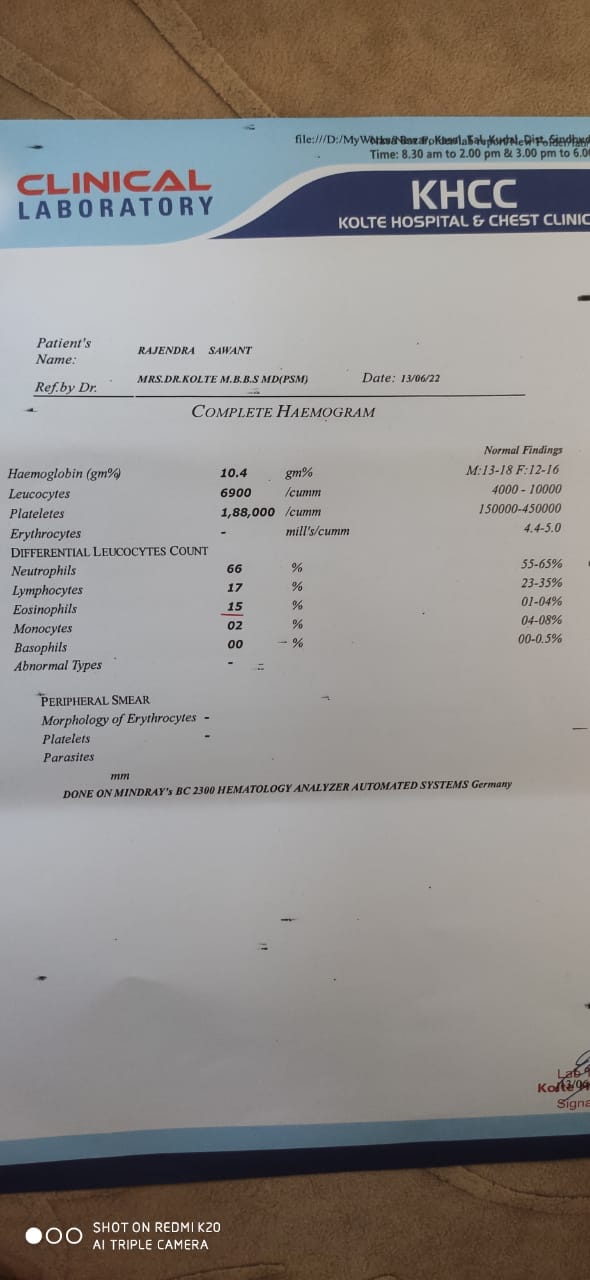 file:///D:/MyW
Time: 8.30 am to 2.00 pm & 3.00 pm to 6.0
CLINICAL
LABORATORY
KHCC
KOLTE HOSPITAL & CHEST CLINIC
Patient's
Name: RAJENDRA SAWANT
Ref.by Dr. MRS.DR.KOLTE M.B.B.S MD(PSM) Date: 13/06/22
COMPLETE HAEMOGRAM
Normal Findings
Haemoglobin (gm%) 10.4 gm% M:13-18 F:12-16
Leucocytes 6900 /cumm 4000 - 10000
Plateletes 1,88,000 /cumm 150000-450000
Erythrocytes - mill's/cumm 4.4-5.0
DIFFERENTIAL LEUCOCYTES COUNT
Neutrophils 66 % 55-65%
Lymphocytes 17 % 23-35%
Eosinophils 15 % 01-04%
Monocytes 02 % 04-08%
Basophils 00 % 00-0.5%
Abnormal Types -
PERIPHERAL SMEAR
Morphology of Erythrocytes -
Platelets -
Parasites
mm
DONE ON MINDRAY's BC 2300 HEMATOLOGY ANALYZER AUTOMATED SYSTEMS Germany
Lab
Kolte
Signa
SHOT ON REDMI K20
AI TRIPLE CAMERA